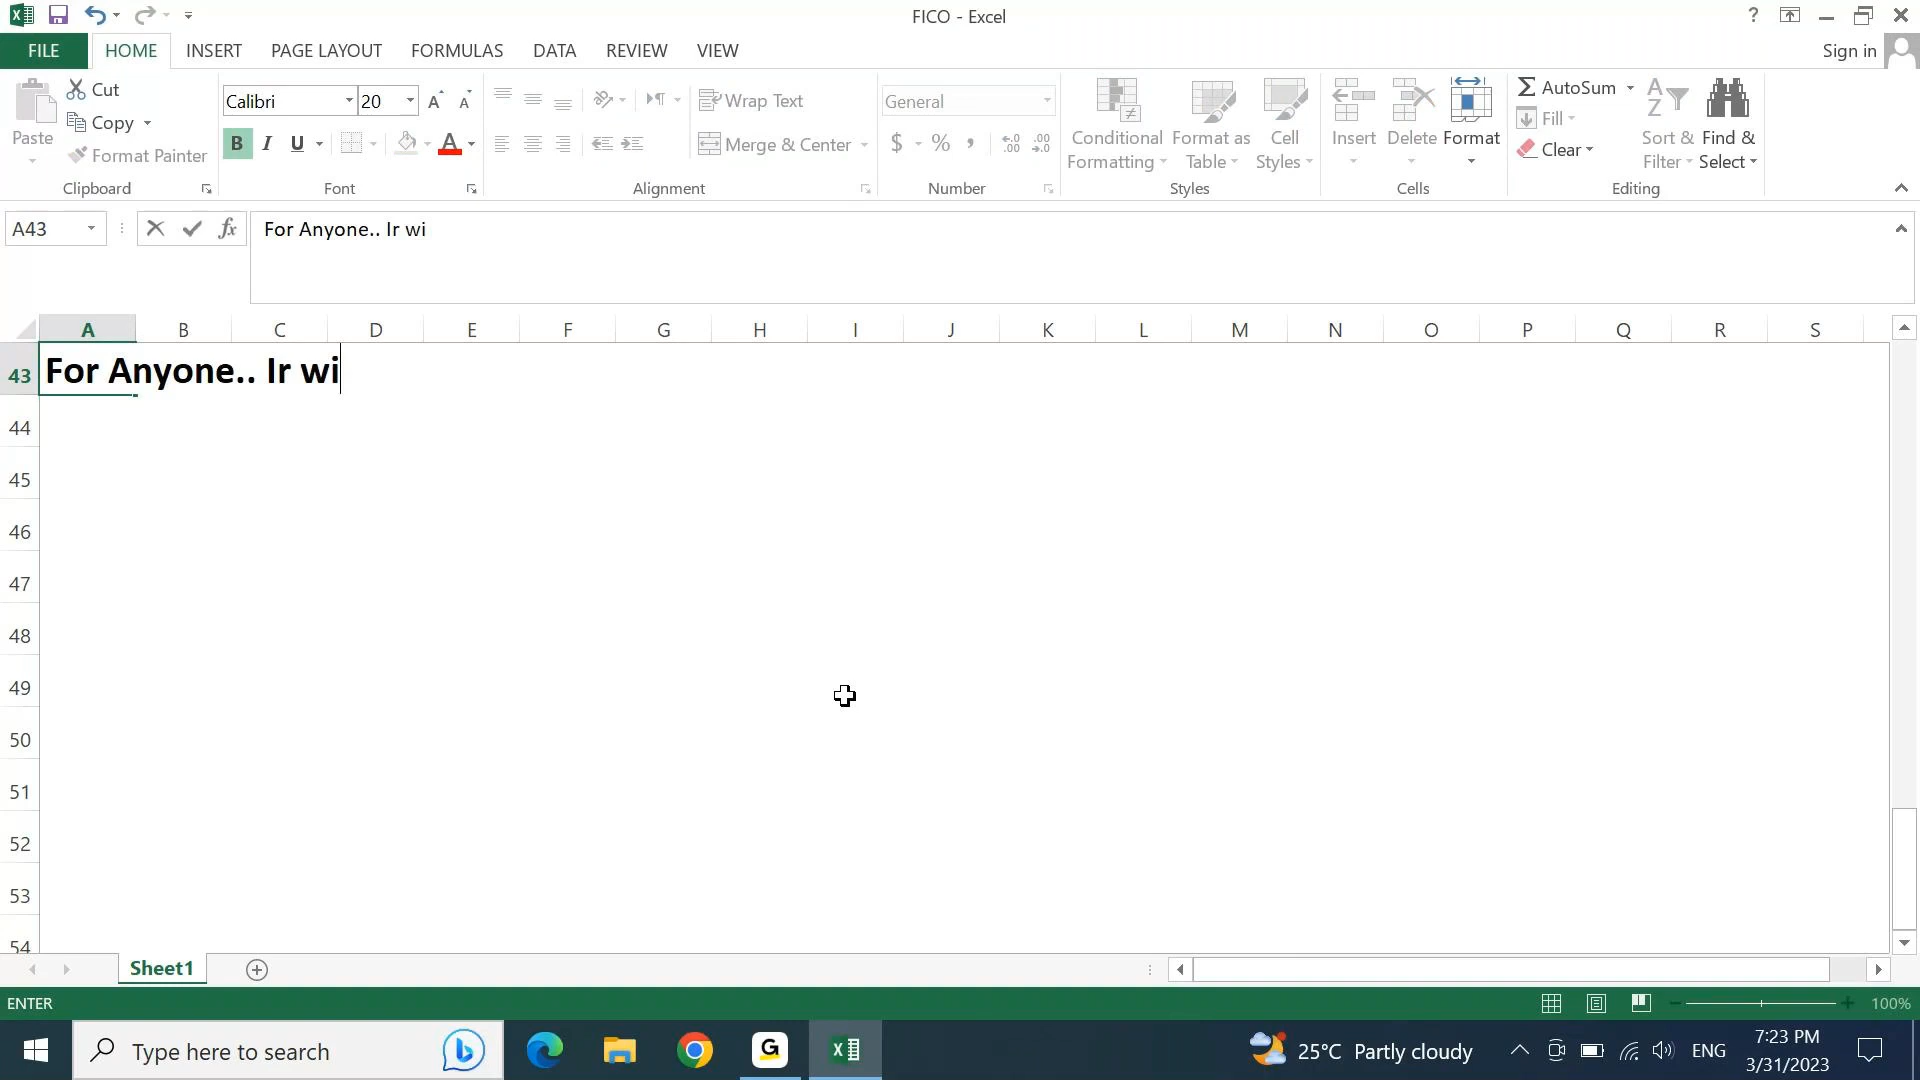 FICO - Excel
?
FILE HOME INSERT PAGE LAYOUT FORMULAS DATA REVIEW VIEW Sign in
Paste Cut Copy Format Painter
Calibri 20
B I U
Wrap Text
Merge & Center
General
$ % ,
Conditional Formatting Format as Table Cell Styles
Insert Delete Format
AutoSum Fill Clear
Sort & Filter Find & Select
Clipboard Font Alignment Number Styles Cells Editing
A43 fx For Anyone.. Ir wi
A B C D E F G H I J K L M N O P Q R S
43 For Anyone.. Ir wi
44
45
46
47
48
49
50
51
52
53
54
Sheet1
ENTER 100%
Type here to search 25°C Partly cloudy ENG 7:23 PM
3/31/2023